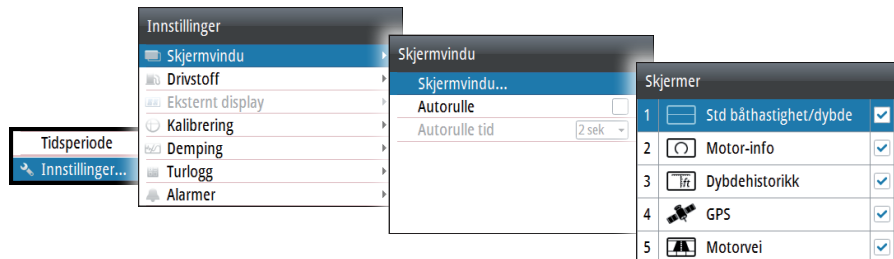 Tidsperiode
Innstillinger...
Innstillinger
Skjermvindu
Drivstoff
Eksternt display
Kalibrering
Demping
Turlogg
Alarmer
Skjermvindu
Skjermvindu...
Autorulle
Autorulle tid 2 sek
Skjermer
1 Std båthastighet/dybde
2 Motor-info
3 ft Dybdehistorikk
4 GPS
5 Motorvei